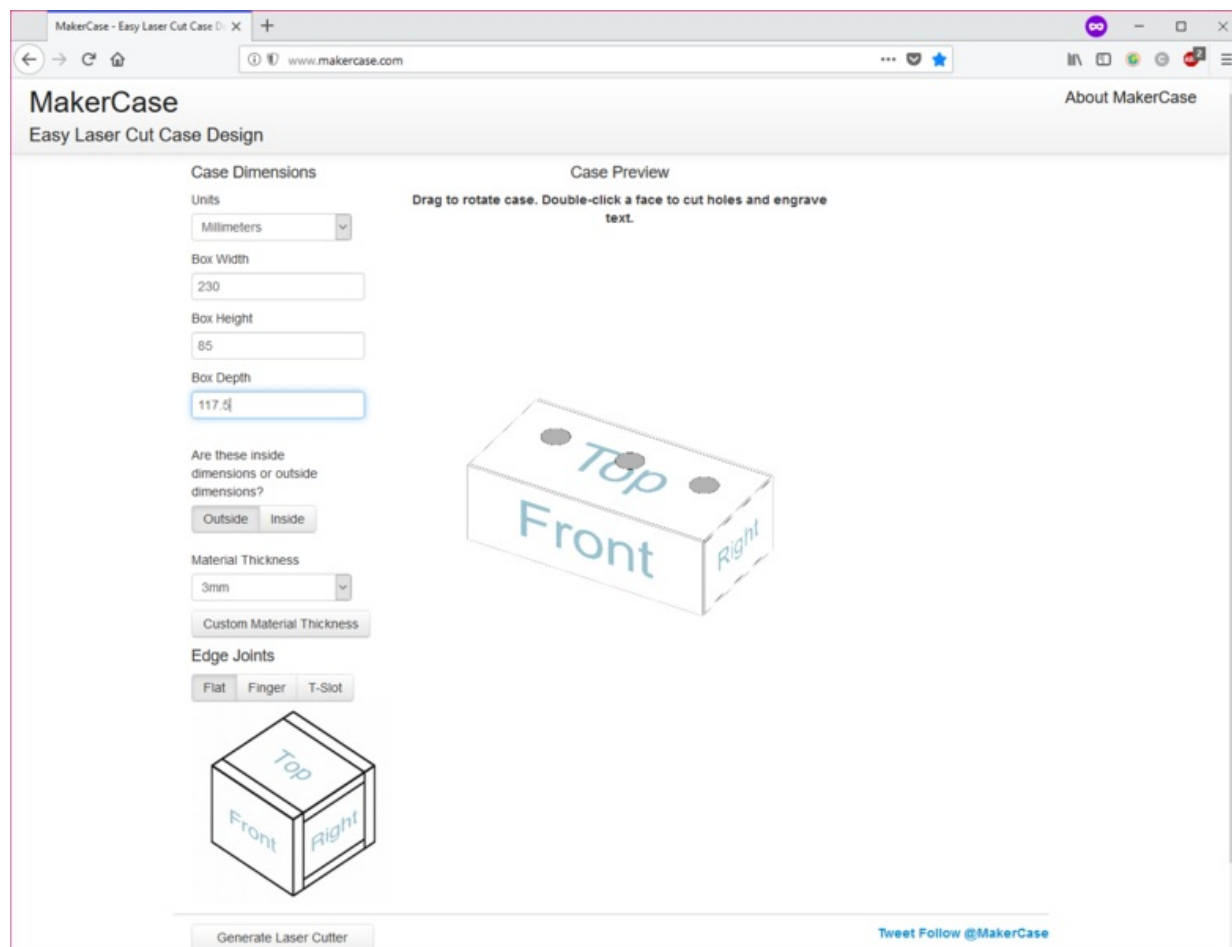 MakerCase - Easy Laser Cut Case D
www.makercase.com
2
MakerCase
About MakerCase
Easy Laser Cut Case Design
Case Dimensions
Case Preview
Units
Drag to rotate case. Double-click a face to cut holes and engrave
text.
Millimeters
Box Width
230
Box Height
85
Box Depth
117.5
Top
Front
Right
Are these inside
dimensions or outside
dimensions?
Outside Inside
Material Thickness
3mm
Custom Material Thickness
Edge Joints
Flat Finger T-Slot
Top
Front
Right
Generate Laser Cutter
Tweet Follow @MakerCase